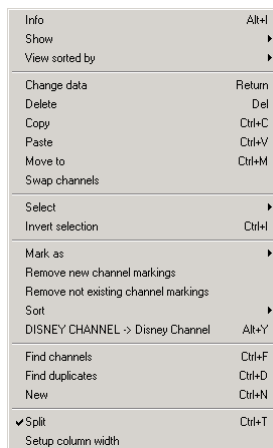 Info Alt+I
Show
View sorted by
Change data Return
Delete Del
Copy Ctrl+C
Paste Ctrl+V
Move to Ctrl+M
Swap channels
Select
Invert selection Ctrl+I
Mark as
Remove new channel markings
Remove not existing channel markings
Sort
DISNEY CHANNEL -> Disney Channel Alt+Y
Find channels Ctrl+F
Find duplicates Ctrl+D
New Ctrl+N
Split Ctrl+T
Setup column width